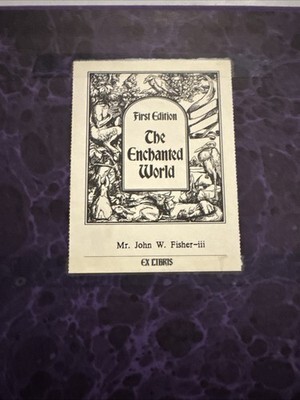 First Edition
The
Enchanted
World
Mr. John W. Fisher-iii
EX LIBRIS